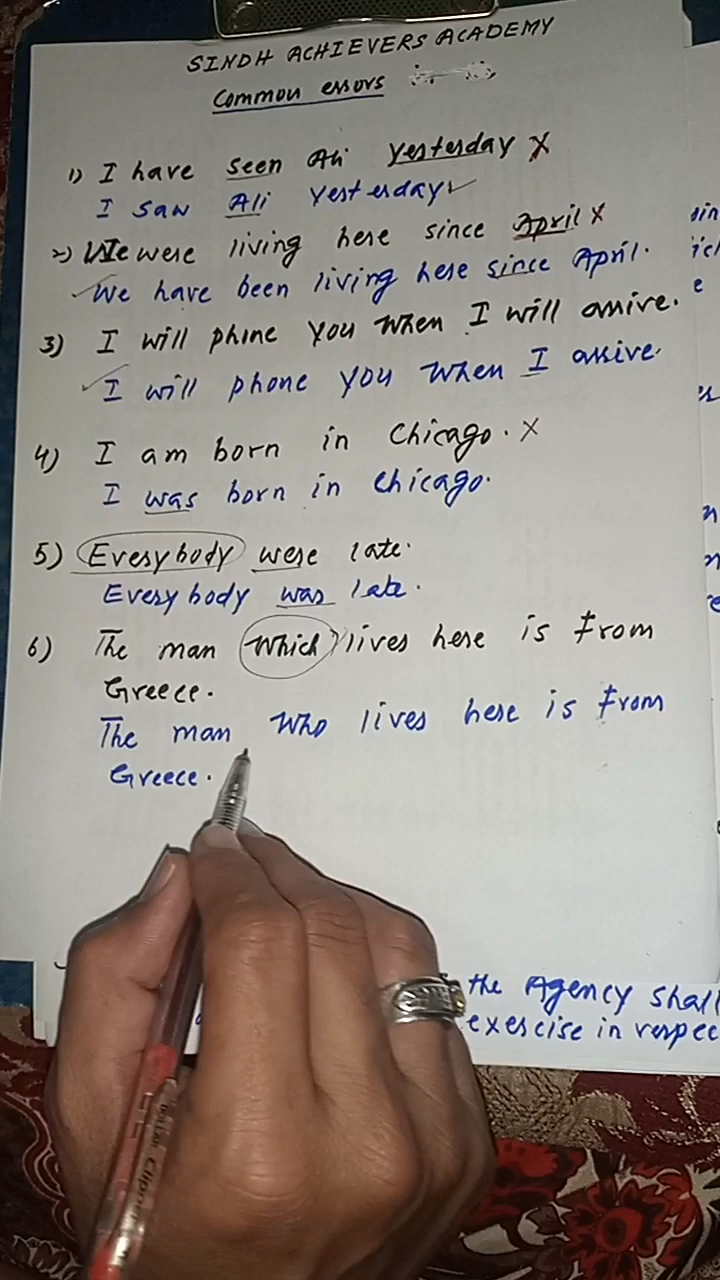 SINDH ACHIEVERS ACADEMY
Common errors
1) I have seen Ali yesterday X
I saw Ali yesterday ✓
2) We were living here since April X
✓ We have been living here since April.
3) I will phone you when I will arrive.
✓ I will phone you when I arrive.
4) I am born in Chicago. X
I was born in Chicago.
5) Everybody were late.
Everybody was late.
6) The man which lives here is from
Greece.
The man who lives here is from
Greece.
the Agency shall
exercise in respec